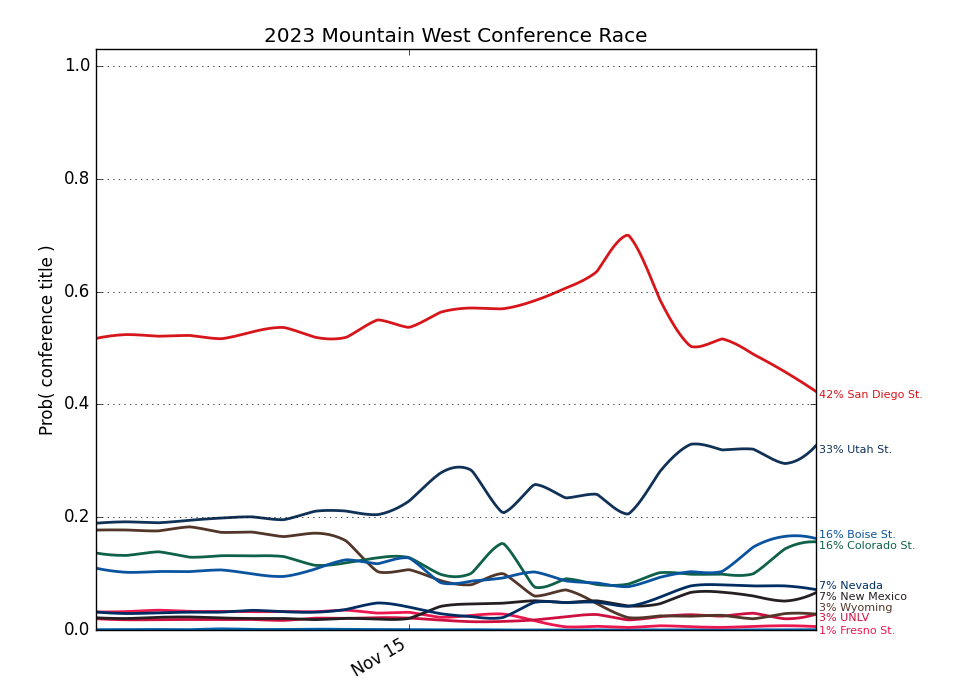 2023 Mountain West Conference Race
Prob( conference title )
1.0
0.8
0.6
0.4
0.2
0.0
Nov 15
42% San Diego St.
33% Utah St.
16% Boise St.
16% Colorado St.
7% Nevada
7% New Mexico
3% Wyoming
3% UNLV
1% Fresno St.